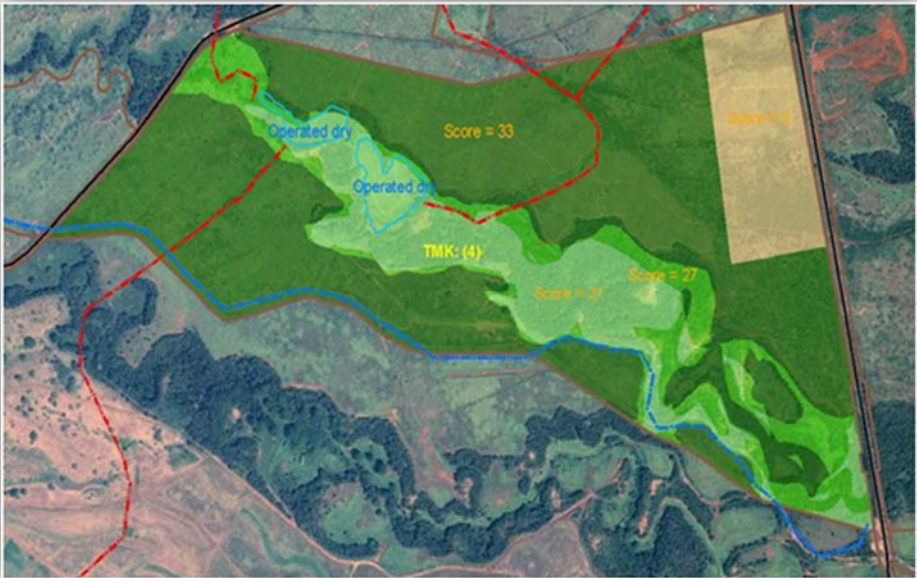 Operated dry
Score = 33
Operated dry
TMK: (4)
Score = 27